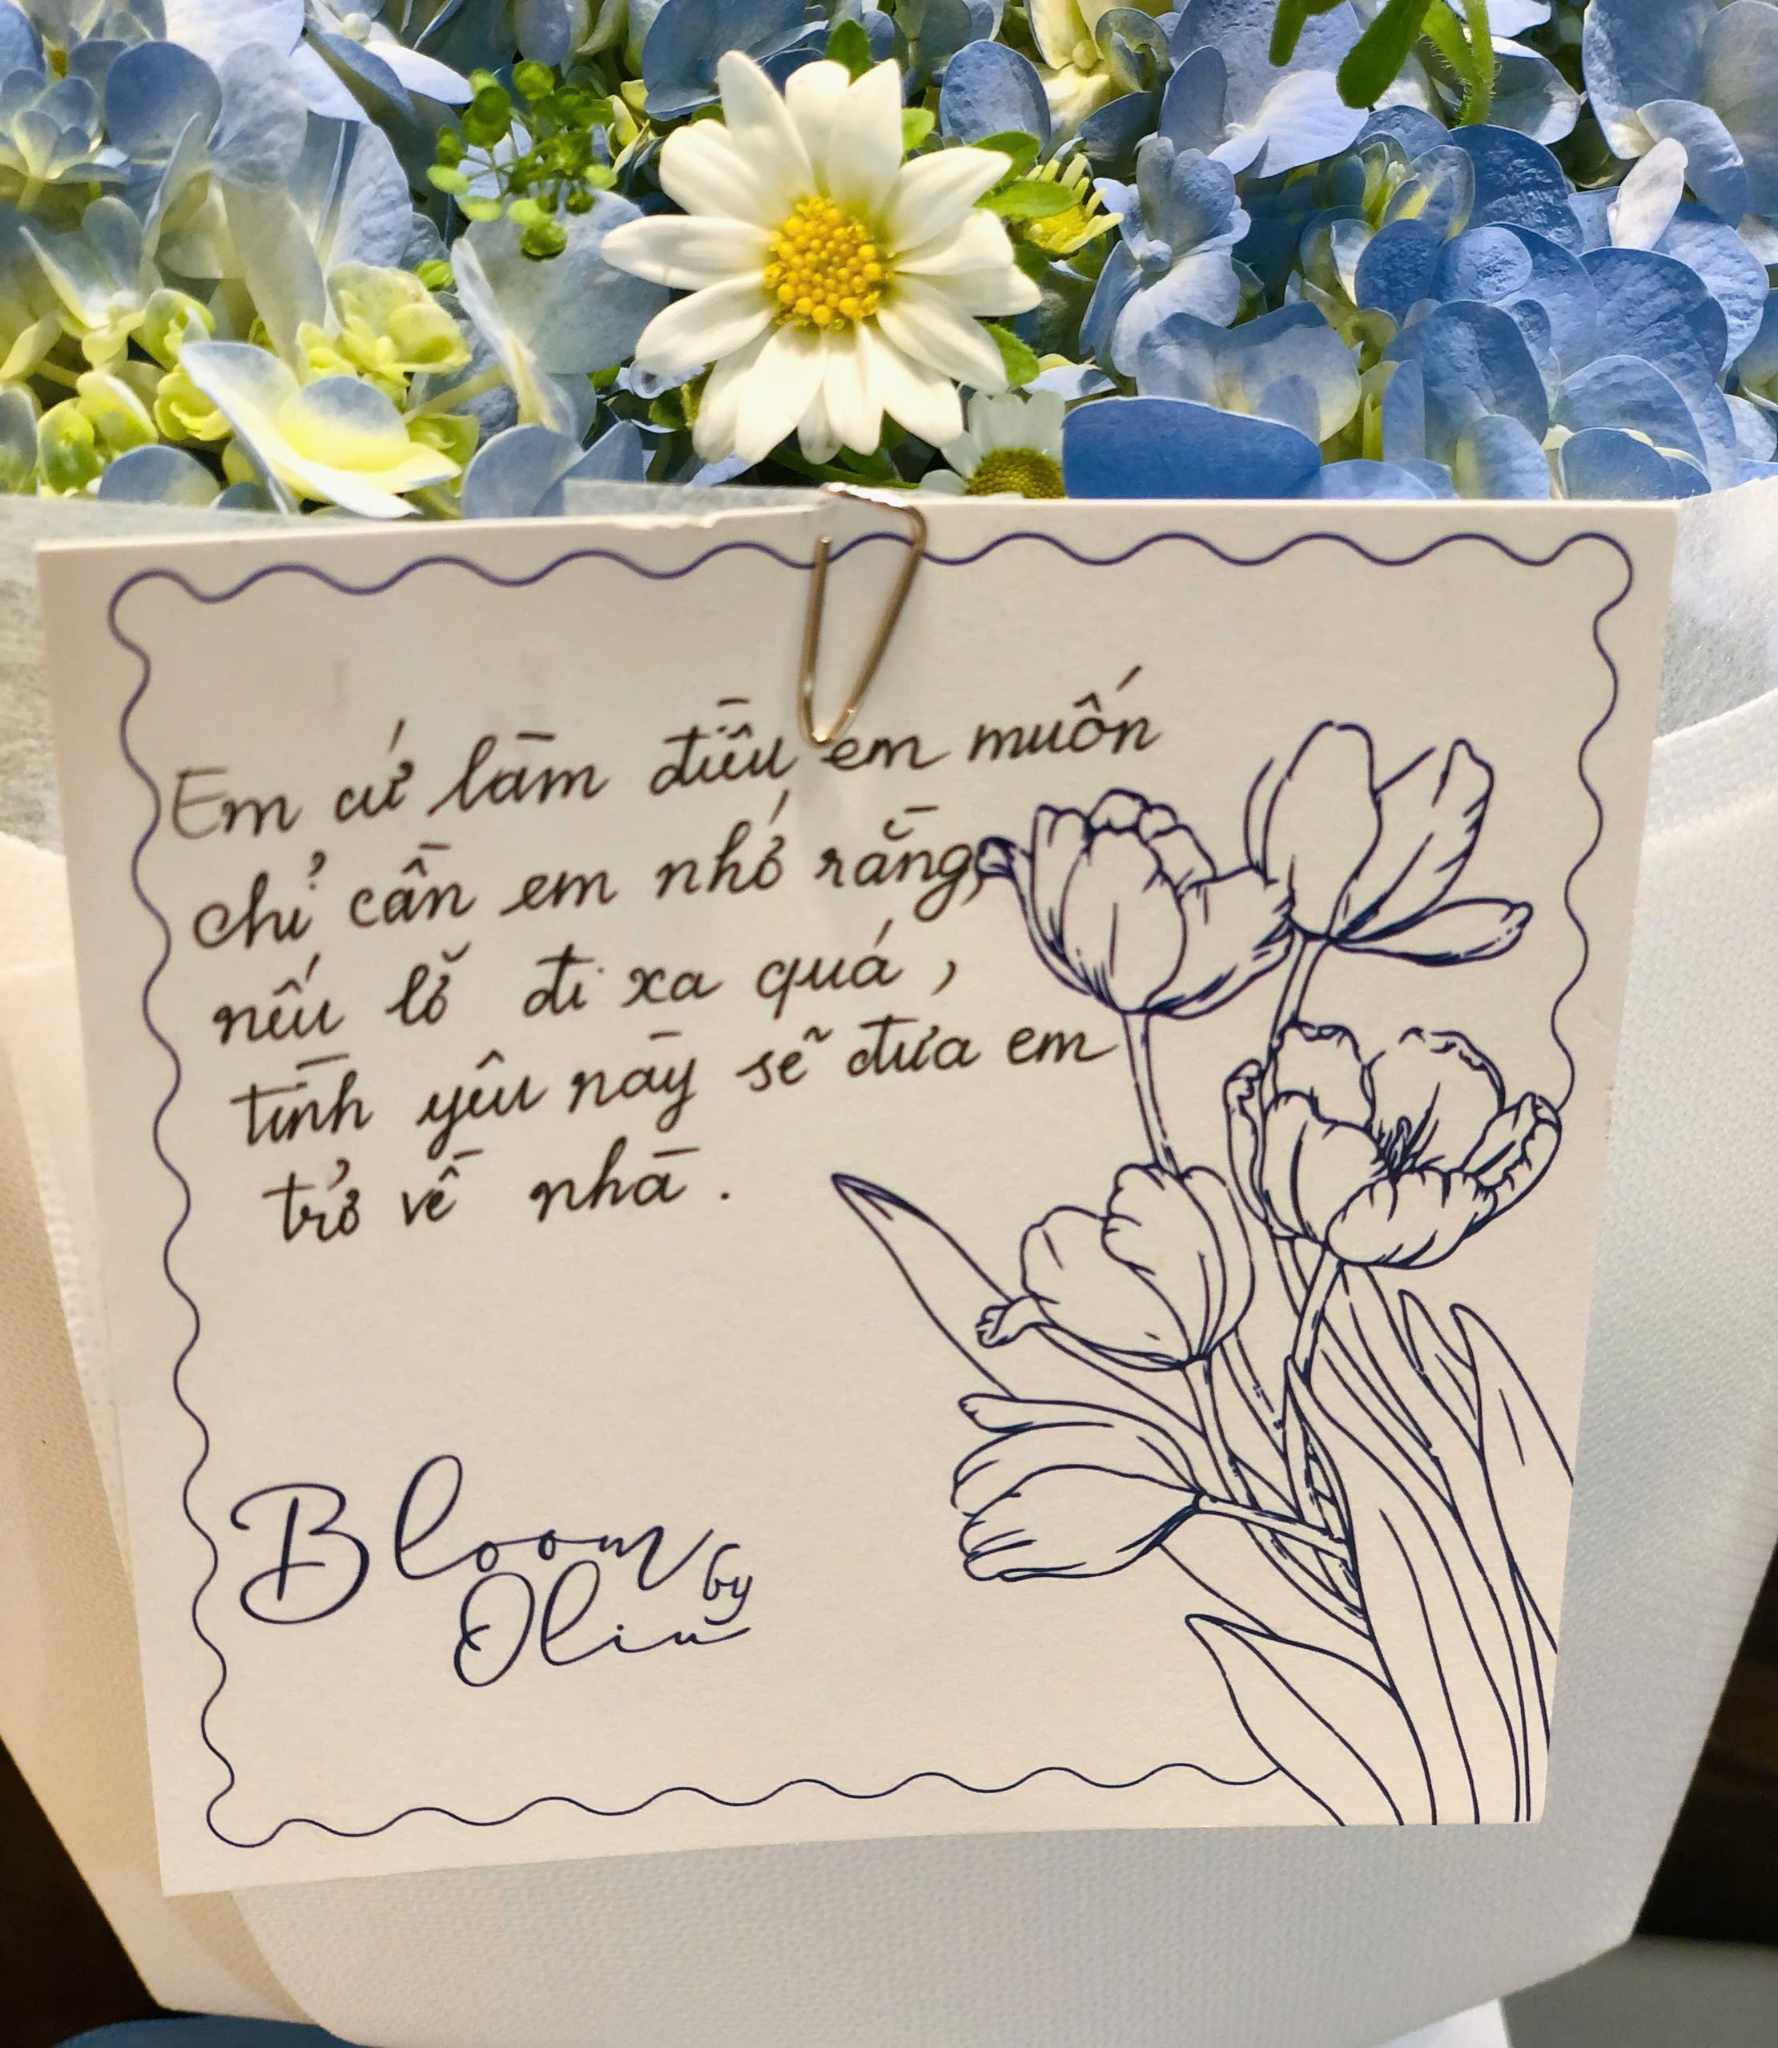 Em cứ làm điều em muốn
chỉ cần em nhớ rằng,
nếu lỡ đi xa quá,
tình yêu này sẽ đưa em
trở về nhà.
Bloom by
Oliu